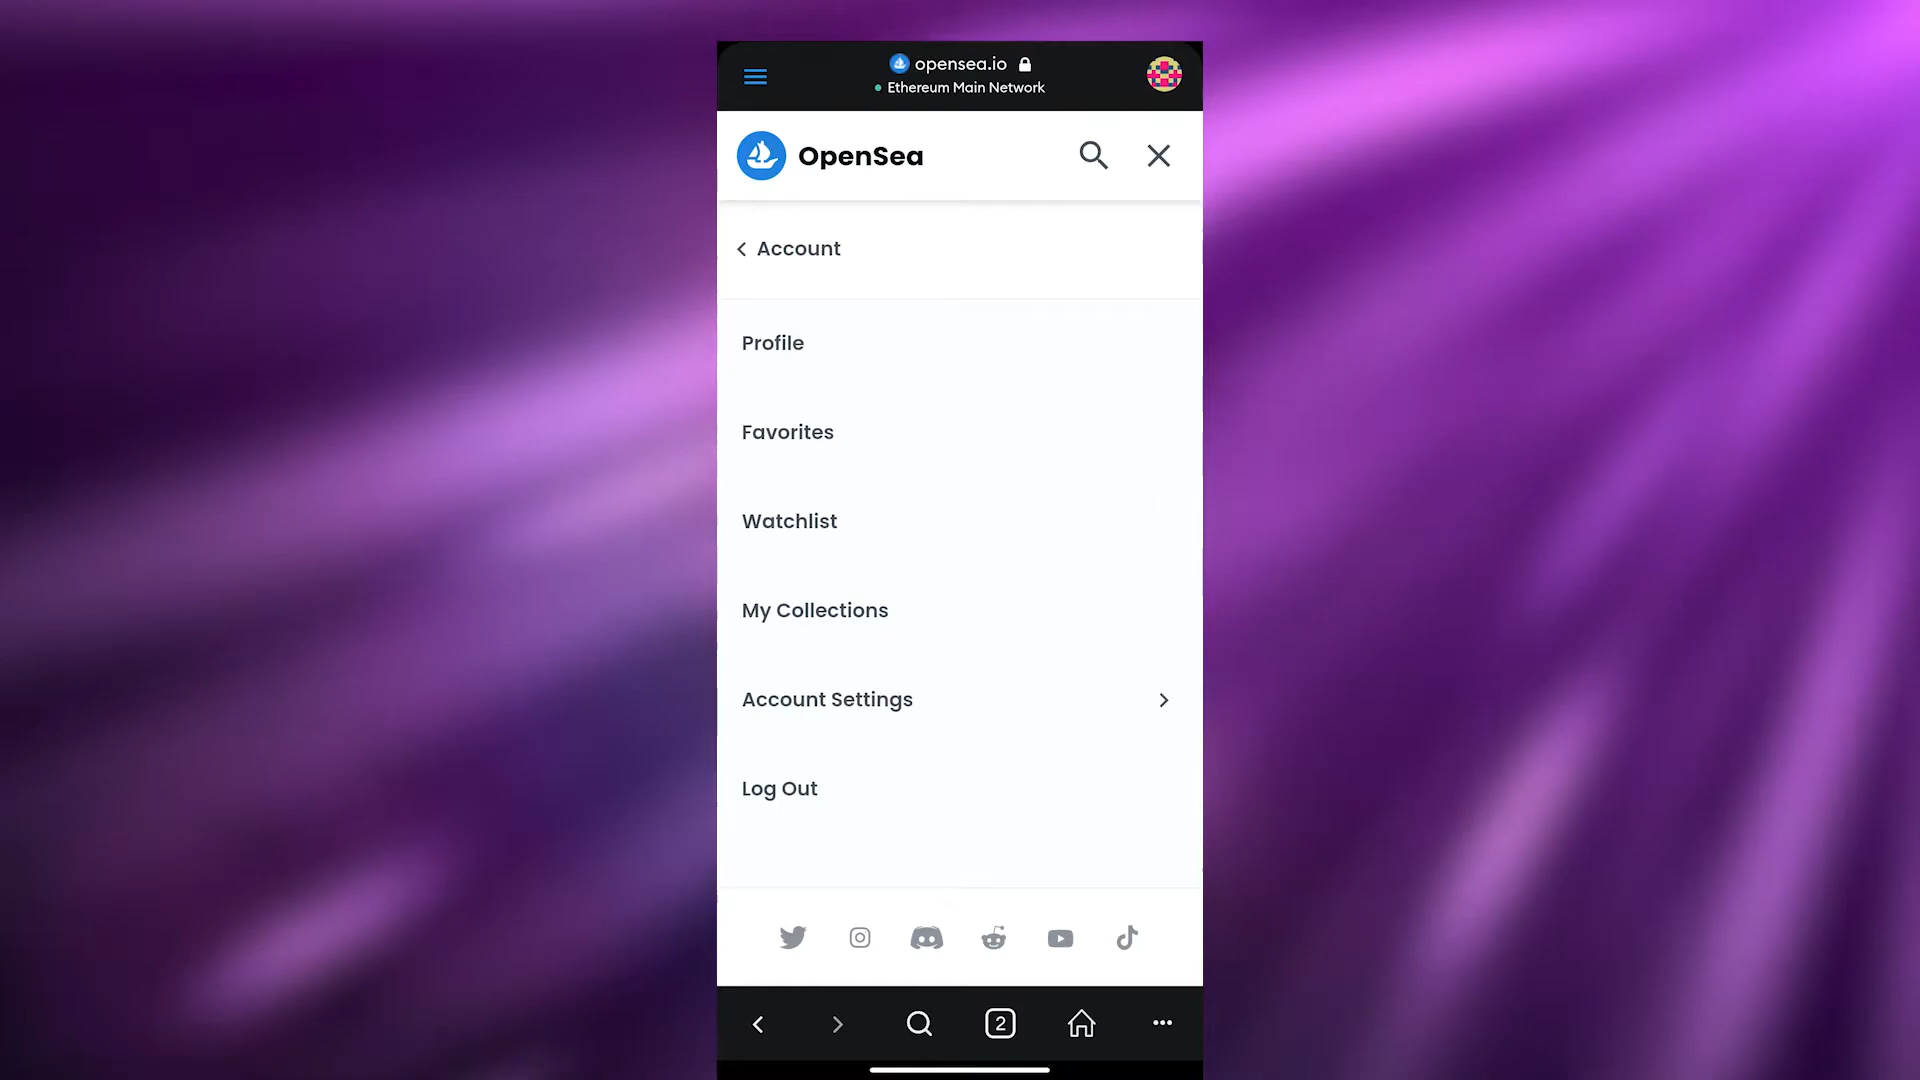 opensea.io
Ethereum Main Network
OpenSea
Account
Profile
Favorites
Watchlist
My Collections
Account Settings
Log Out
2